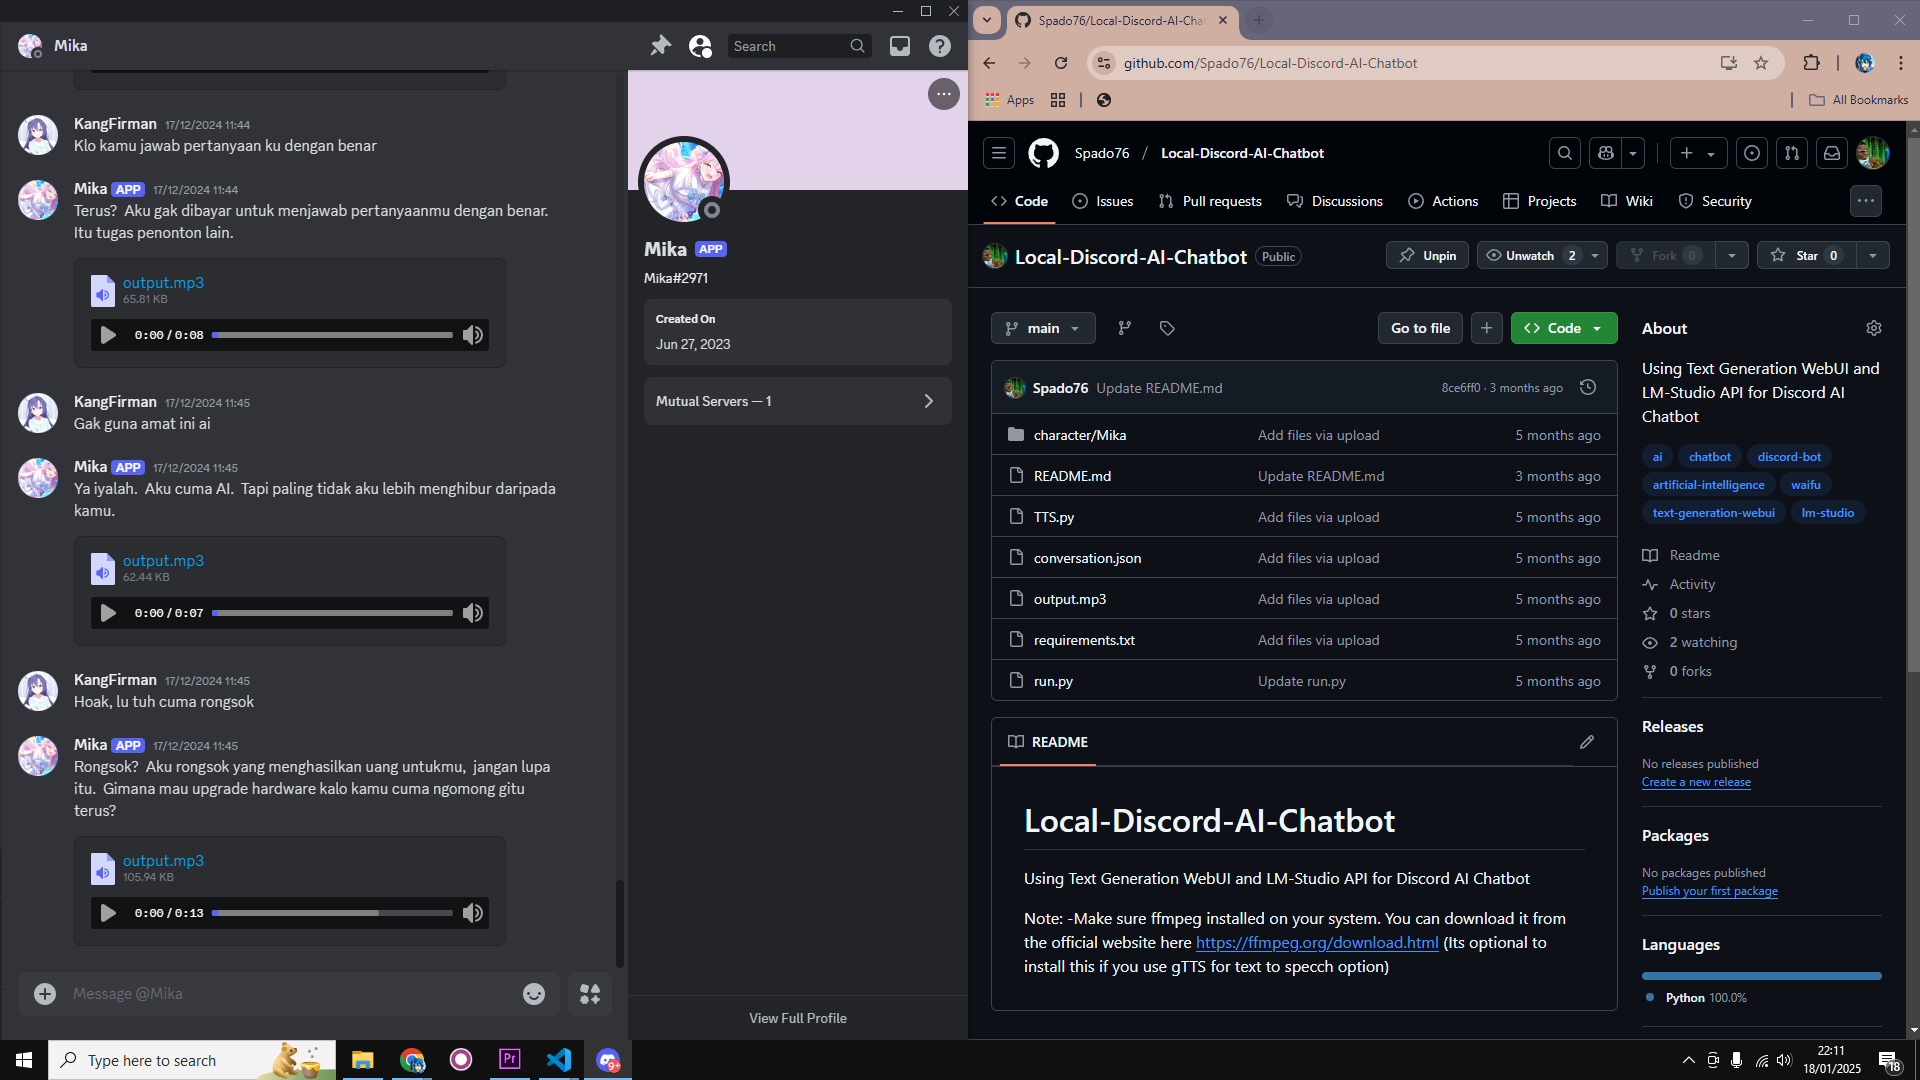 Mika
Search
KangFirman 17/12/2024 11:44
Klo kamu jawab pertanyaan ku dengan benar
Mika APP 17/12/2024 11:44
Terus?  Aku gak dibayar untuk menjawab pertanyaanmu dengan benar.
Itu tugas penonton lain.
output.mp3
65.81 KB
0:00 / 0:08
KangFirman 17/12/2024 11:45
Gak guna amat ini ai
Mika APP 17/12/2024 11:45
Ya iyalah.  Aku cuma AI.  Tapi paling tidak aku lebih menghibur daripada
kamu.
output.mp3
62.44 KB
0:00 / 0:07
KangFirman 17/12/2024 11:45
Hoak, lu tuh cuma rongsok
Mika APP 17/12/2024 11:45
Rongsok?  Aku rongsok yang menghasilkan uang untukmu,  jangan lupa
itu.  Gimana mau upgrade hardware kalo kamu cuma ngomong gitu
terus?
output.mp3
105.94 KB
0:00 / 0:13
Message @Mika
Mika APP
Mika#2971
Created On
Jun 27, 2023
Mutual Servers — 1
View Full Profile
Spado76/Local-Discord-AI-Cha
github.com/Spado76/Local-Discord-AI-Chatbot
Apps
All Bookmarks
Spado76 / Local-Discord-AI-Chatbot
Code Issues Pull requests Discussions Actions Projects Wiki Security
Local-Discord-AI-Chatbot Public
Unpin Unwatch 2 Fork 0 Star 0
main Go to file Code
Spado76 Update README.md 8ce6ff0 · 3 months ago
character/Mika Add files via upload 5 months ago
README.md Update README.md 3 months ago
TTS.py Add files via upload 5 months ago
conversation.json Add files via upload 5 months ago
output.mp3 Add files via upload 5 months ago
requirements.txt Add files via upload 5 months ago
run.py Update run.py 5 months ago
README
Local-Discord-AI-Chatbot
Using Text Generation WebUI and LM-Studio API for Discord AI Chatbot
Note: -Make sure ffmpeg installed on your system. You can download it from
the official website here https://ffmpeg.org/download.html (Its optional to
install this if you use gTTS for text to specch option)
About
Using Text Generation WebUI and
LM-Studio API for Discord AI
Chatbot
ai chatbot discord-bot
artificial-intelligence waifu
text-generation-webui lm-studio
Readme
Activity
0 stars
2 watching
0 forks
Releases
No releases published
Create a new release
Packages
No packages published
Publish your first package
Languages
Python 100.0%
Type here to search
Pr
9+
22:11
18/01/2025
18